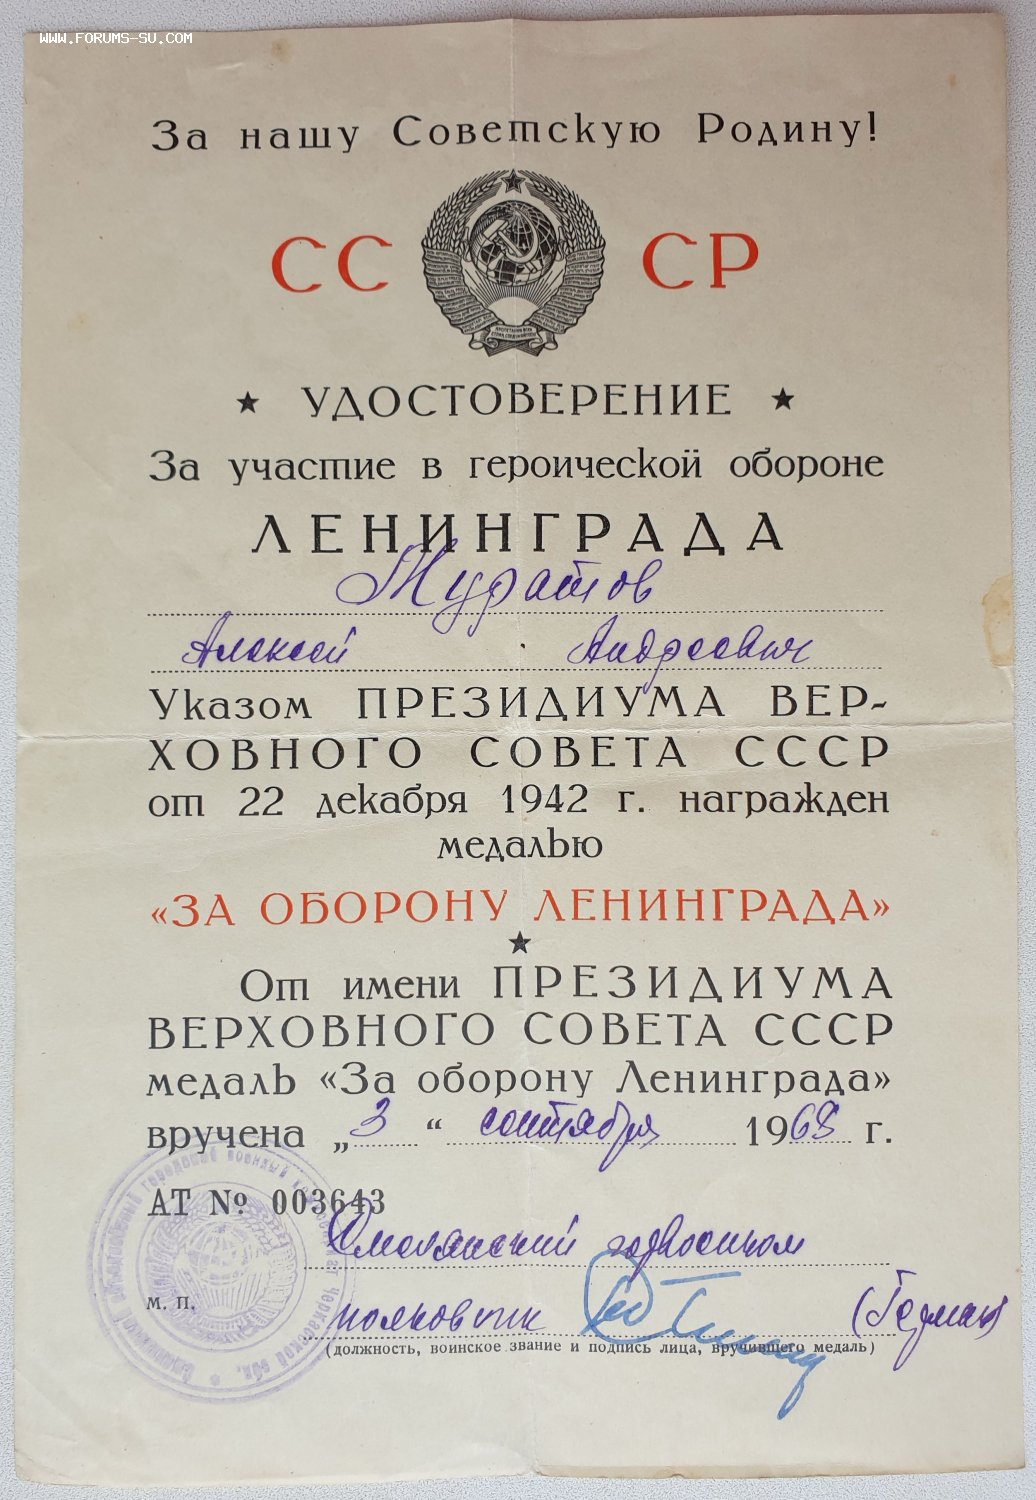 WWW.FORUMS-SU.COM
За нашу Советскую Родину!
СС СР
★ УДОСТОВЕРЕНИЕ ★
За участие в героической обороне
ЛЕНИНГРАДА
Муратов
Алексей Андреевич
Указом ПРЕЗИДИУМА ВЕР-
ХОВНОГО СОВЕТА СССР
от 22 декабря 1942 г. награжден
медалью
«ЗА ОБОРОНУ ЛЕНИНГРАДА»
★
От имени ПРЕЗИДИУМА
ВЕРХОВНОГО СОВЕТА СССР
медаль «За оборону Ленинграда»
вручена „3“ сентября 1968 г.
АТ № 003643
Смелянский горвоенком
м. п.
полковник
(должность, воинское звание и подпись лица, вручившего медаль)